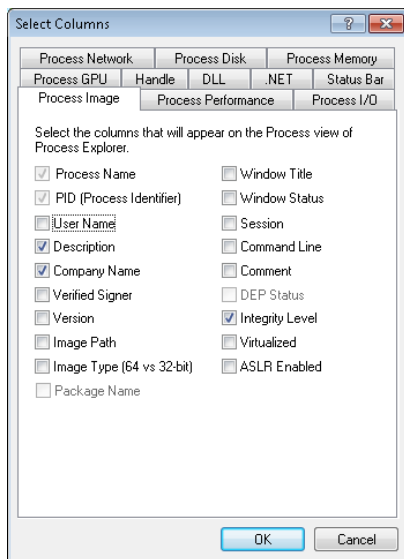 Select Columns
Process Network Process Disk Process Memory
Process GPU Handle DLL .NET Status Bar
Process Image Process Performance Process I/O
Select the columns that will appear on the Process view of
Process Explorer.
Process Name Window Title
PID (Process Identifier) Window Status
User Name Session
Description Command Line
Company Name Comment
Verified Signer DEP Status
Version Integrity Level
Image Path Virtualized
Image Type (64 vs 32-bit) ASLR Enabled
Package Name
OK Cancel